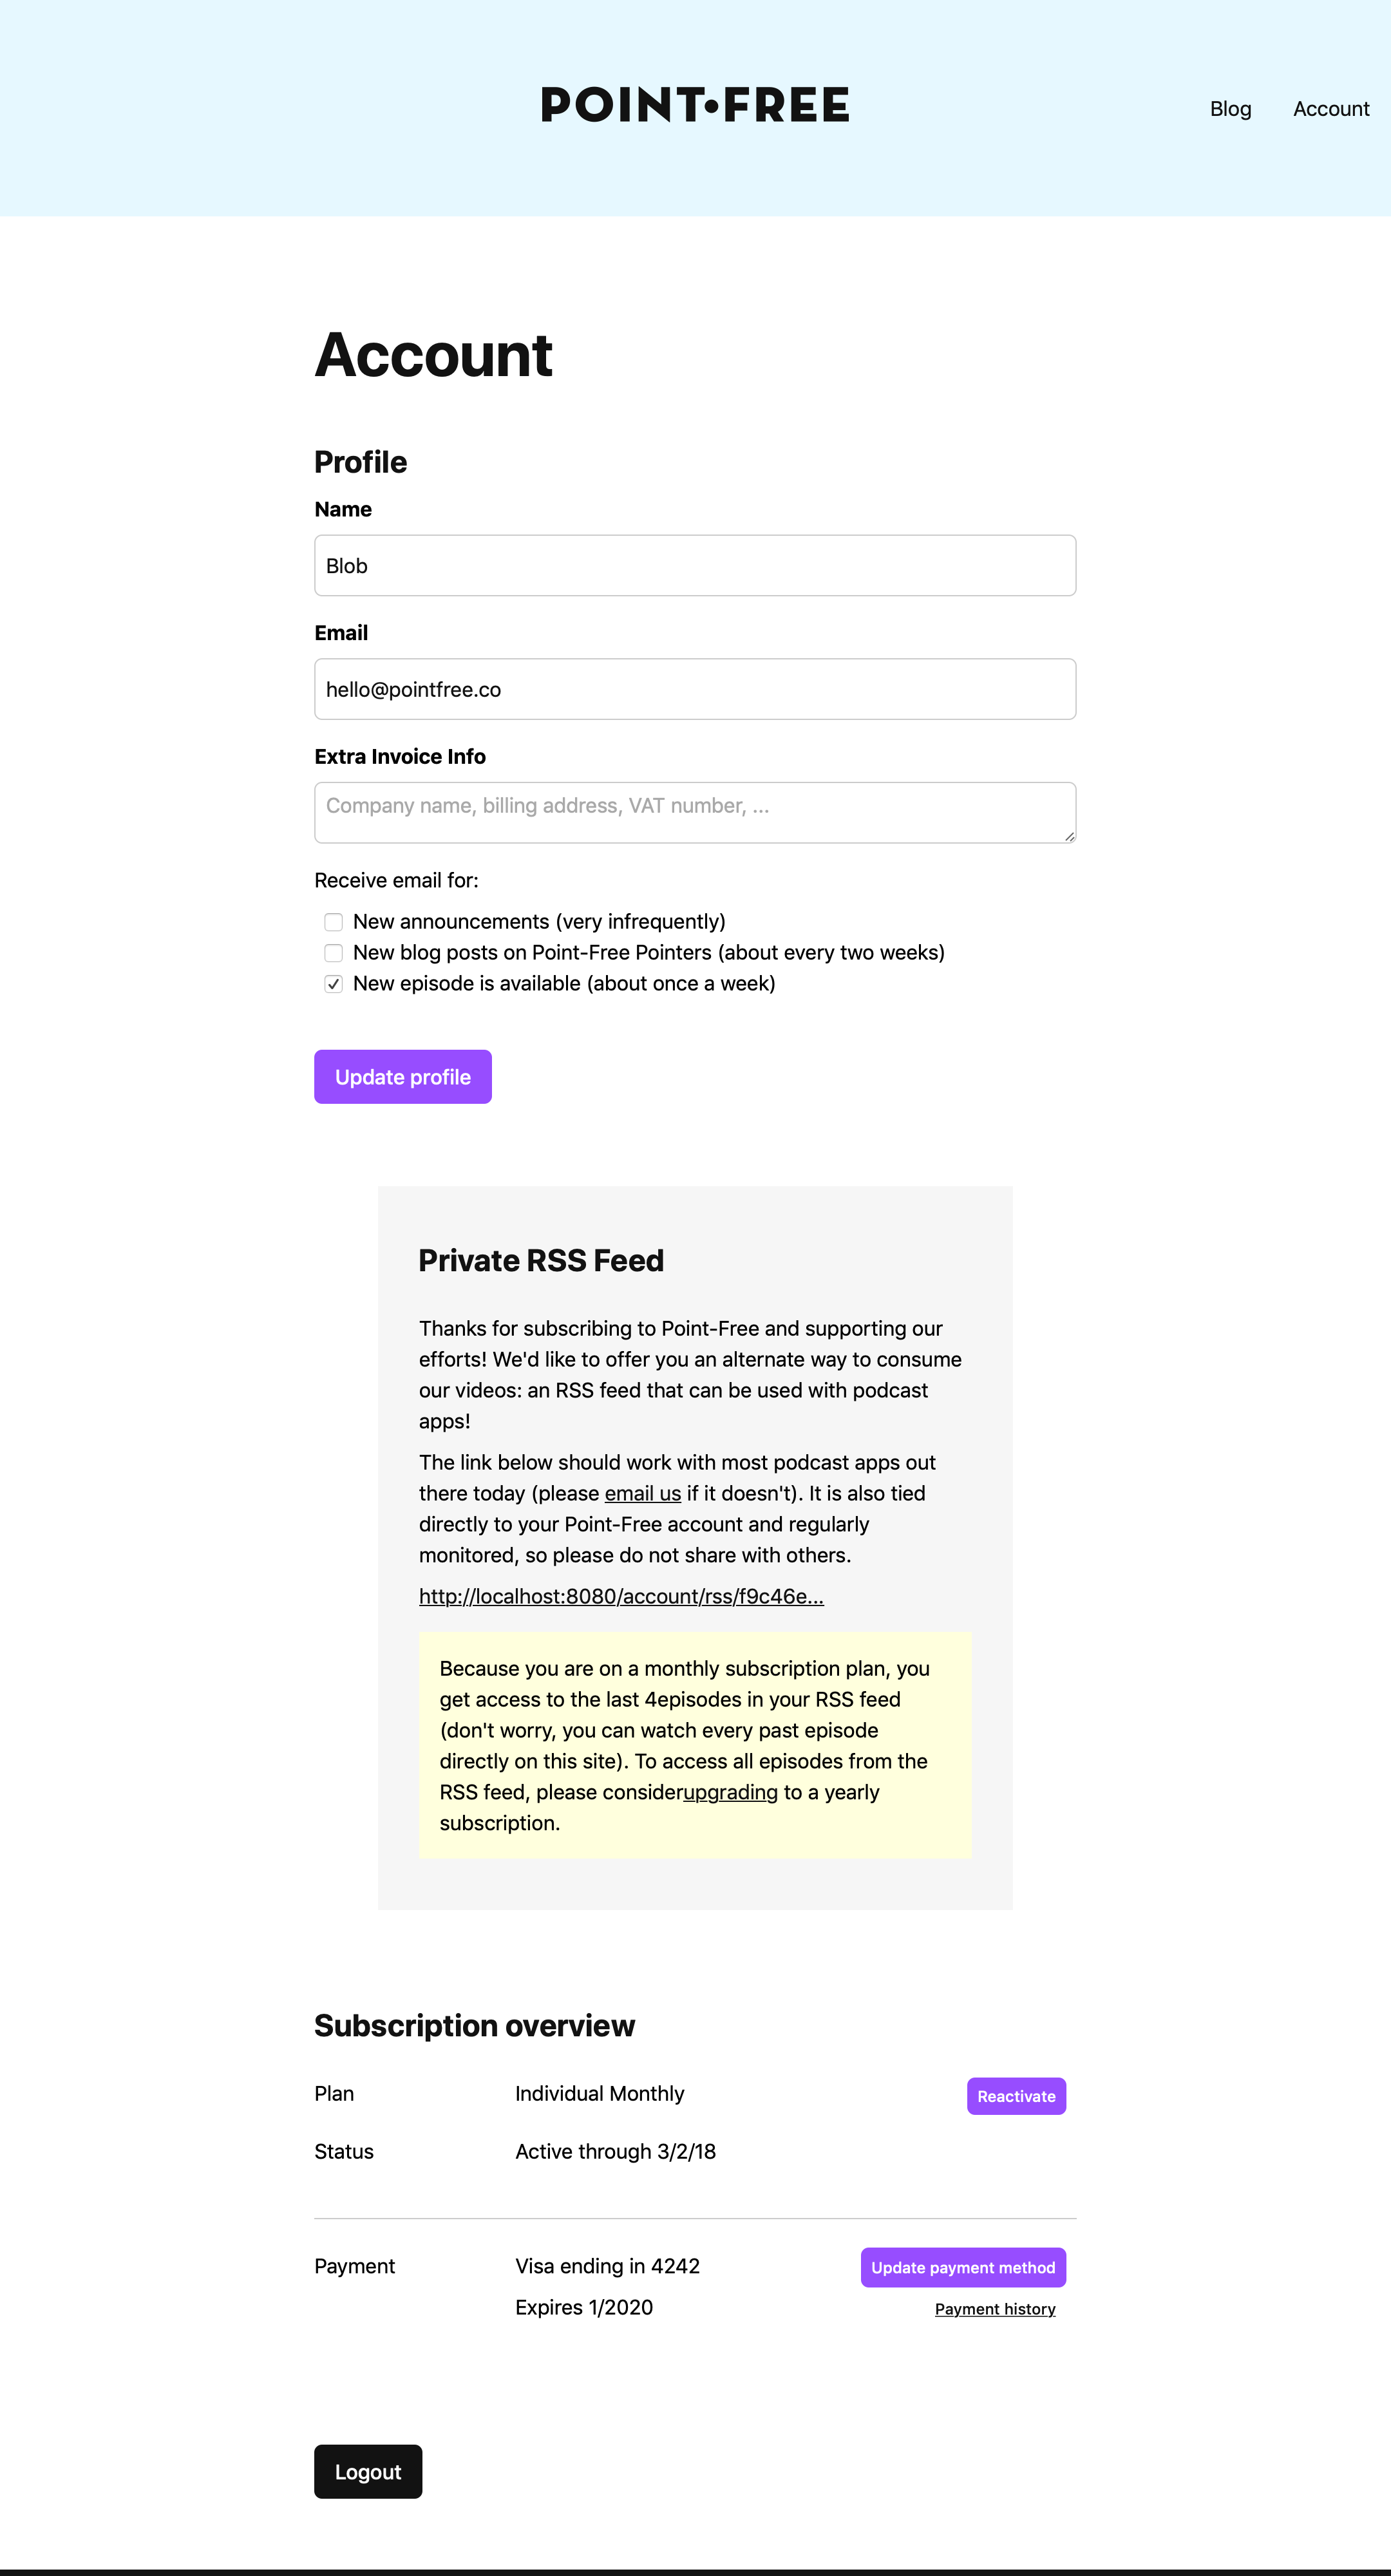 POINT•FREE
Blog
Account
Account
Profile
Name
Blob
Email
hello@pointfree.co
Extra Invoice Info
Company name, billing address, VAT number, ...
Receive email for:
New announcements (very infrequently)
New blog posts on Point-Free Pointers (about every two weeks)
New episode is available (about once a week)
Update profile
Private RSS Feed
Thanks for subscribing to Point-Free and supporting our
efforts! We'd like to offer you an alternate way to consume
our videos: an RSS feed that can be used with podcast
apps!
The link below should work with most podcast apps out
there today (please email us if it doesn't). It is also tied
directly to your Point-Free account and regularly
monitored, so please do not share with others.
http://localhost:8080/account/rss/f9c46e...
Because you are on a monthly subscription plan, you
get access to the last 4episodes in your RSS feed
(don't worry, you can watch every past episode
directly on this site). To access all episodes from the
RSS feed, please considerupgrading to a yearly
subscription.
Subscription overview
Plan
Individual Monthly
Reactivate
Status
Active through 3/2/18
Payment
Visa ending in 4242
Update payment method
Expires 1/2020
Payment history
Logout